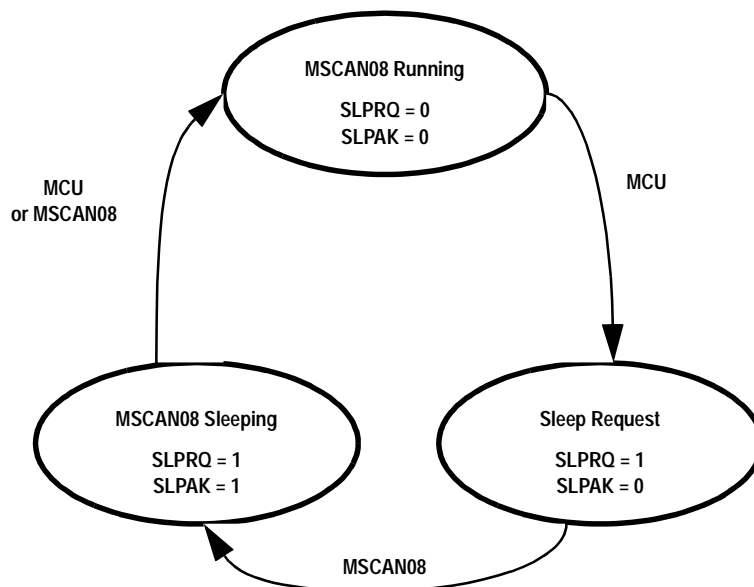 MSCAN08 Running
SLPRQ = 0
SLPAK = 0
MCU
or MSCAN08
MCU
MSCAN08 Sleeping
SLPRQ = 1
SLPAK = 1
Sleep Request
SLPRQ = 1
SLPAK = 0
MSCAN08